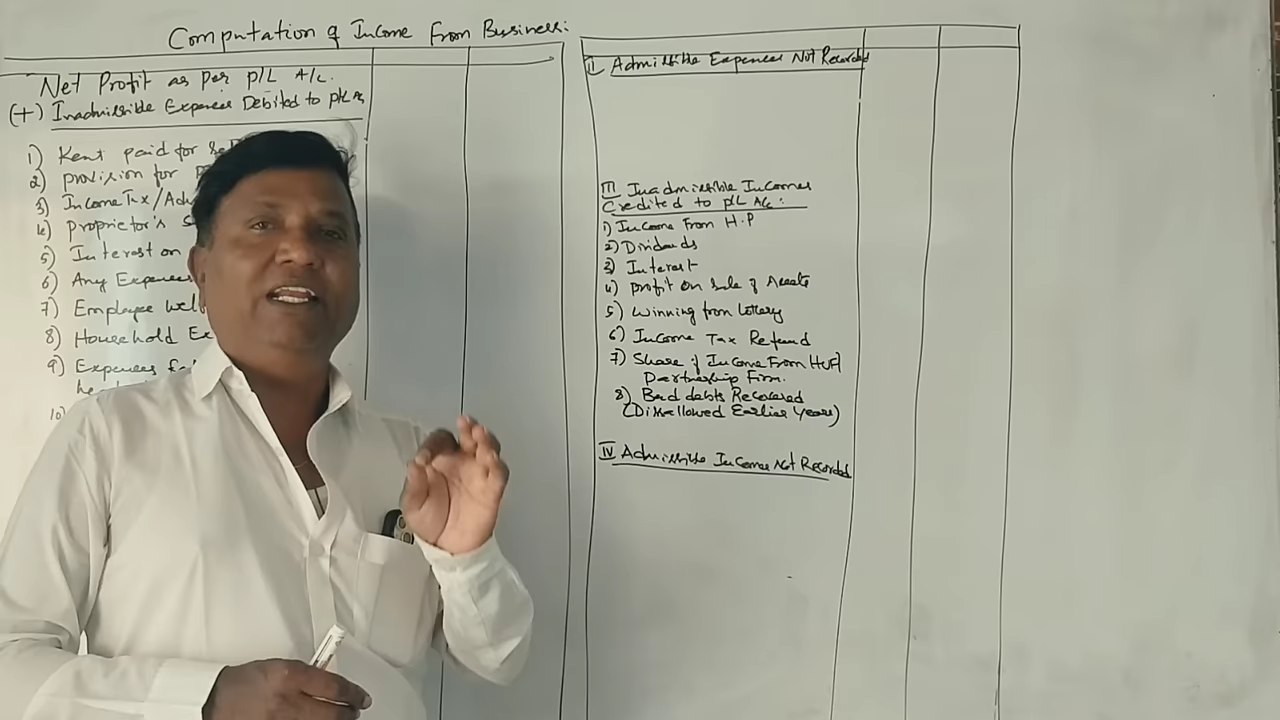 Computation of Income From Business:
Net Profit as per P/L A/c.
(+) Inadmissible Expenses Debited to P/L A/c
1) Rent paid for
2) provision for
3) Income Tax/Adv
4) proprietor's
5) Interest on
6) Any Expenses
7) Employee Wel
8) Household Ex
9) Expenses
10)
Admissible Expenses Not Recorded
III Inadmissible Incomes
Credited to P/L A/c:
1) Income From H.P
2) Dividends
3) Interest
4) profit on sale of Assets
5) Winning from Lottery
6) Income Tax Refund
7) Share of Income From HUF/
Partnership Firm.
8) Bad debts Recovered
(Disallowed Earlier Years)
IV Admissible Income Not Recorded